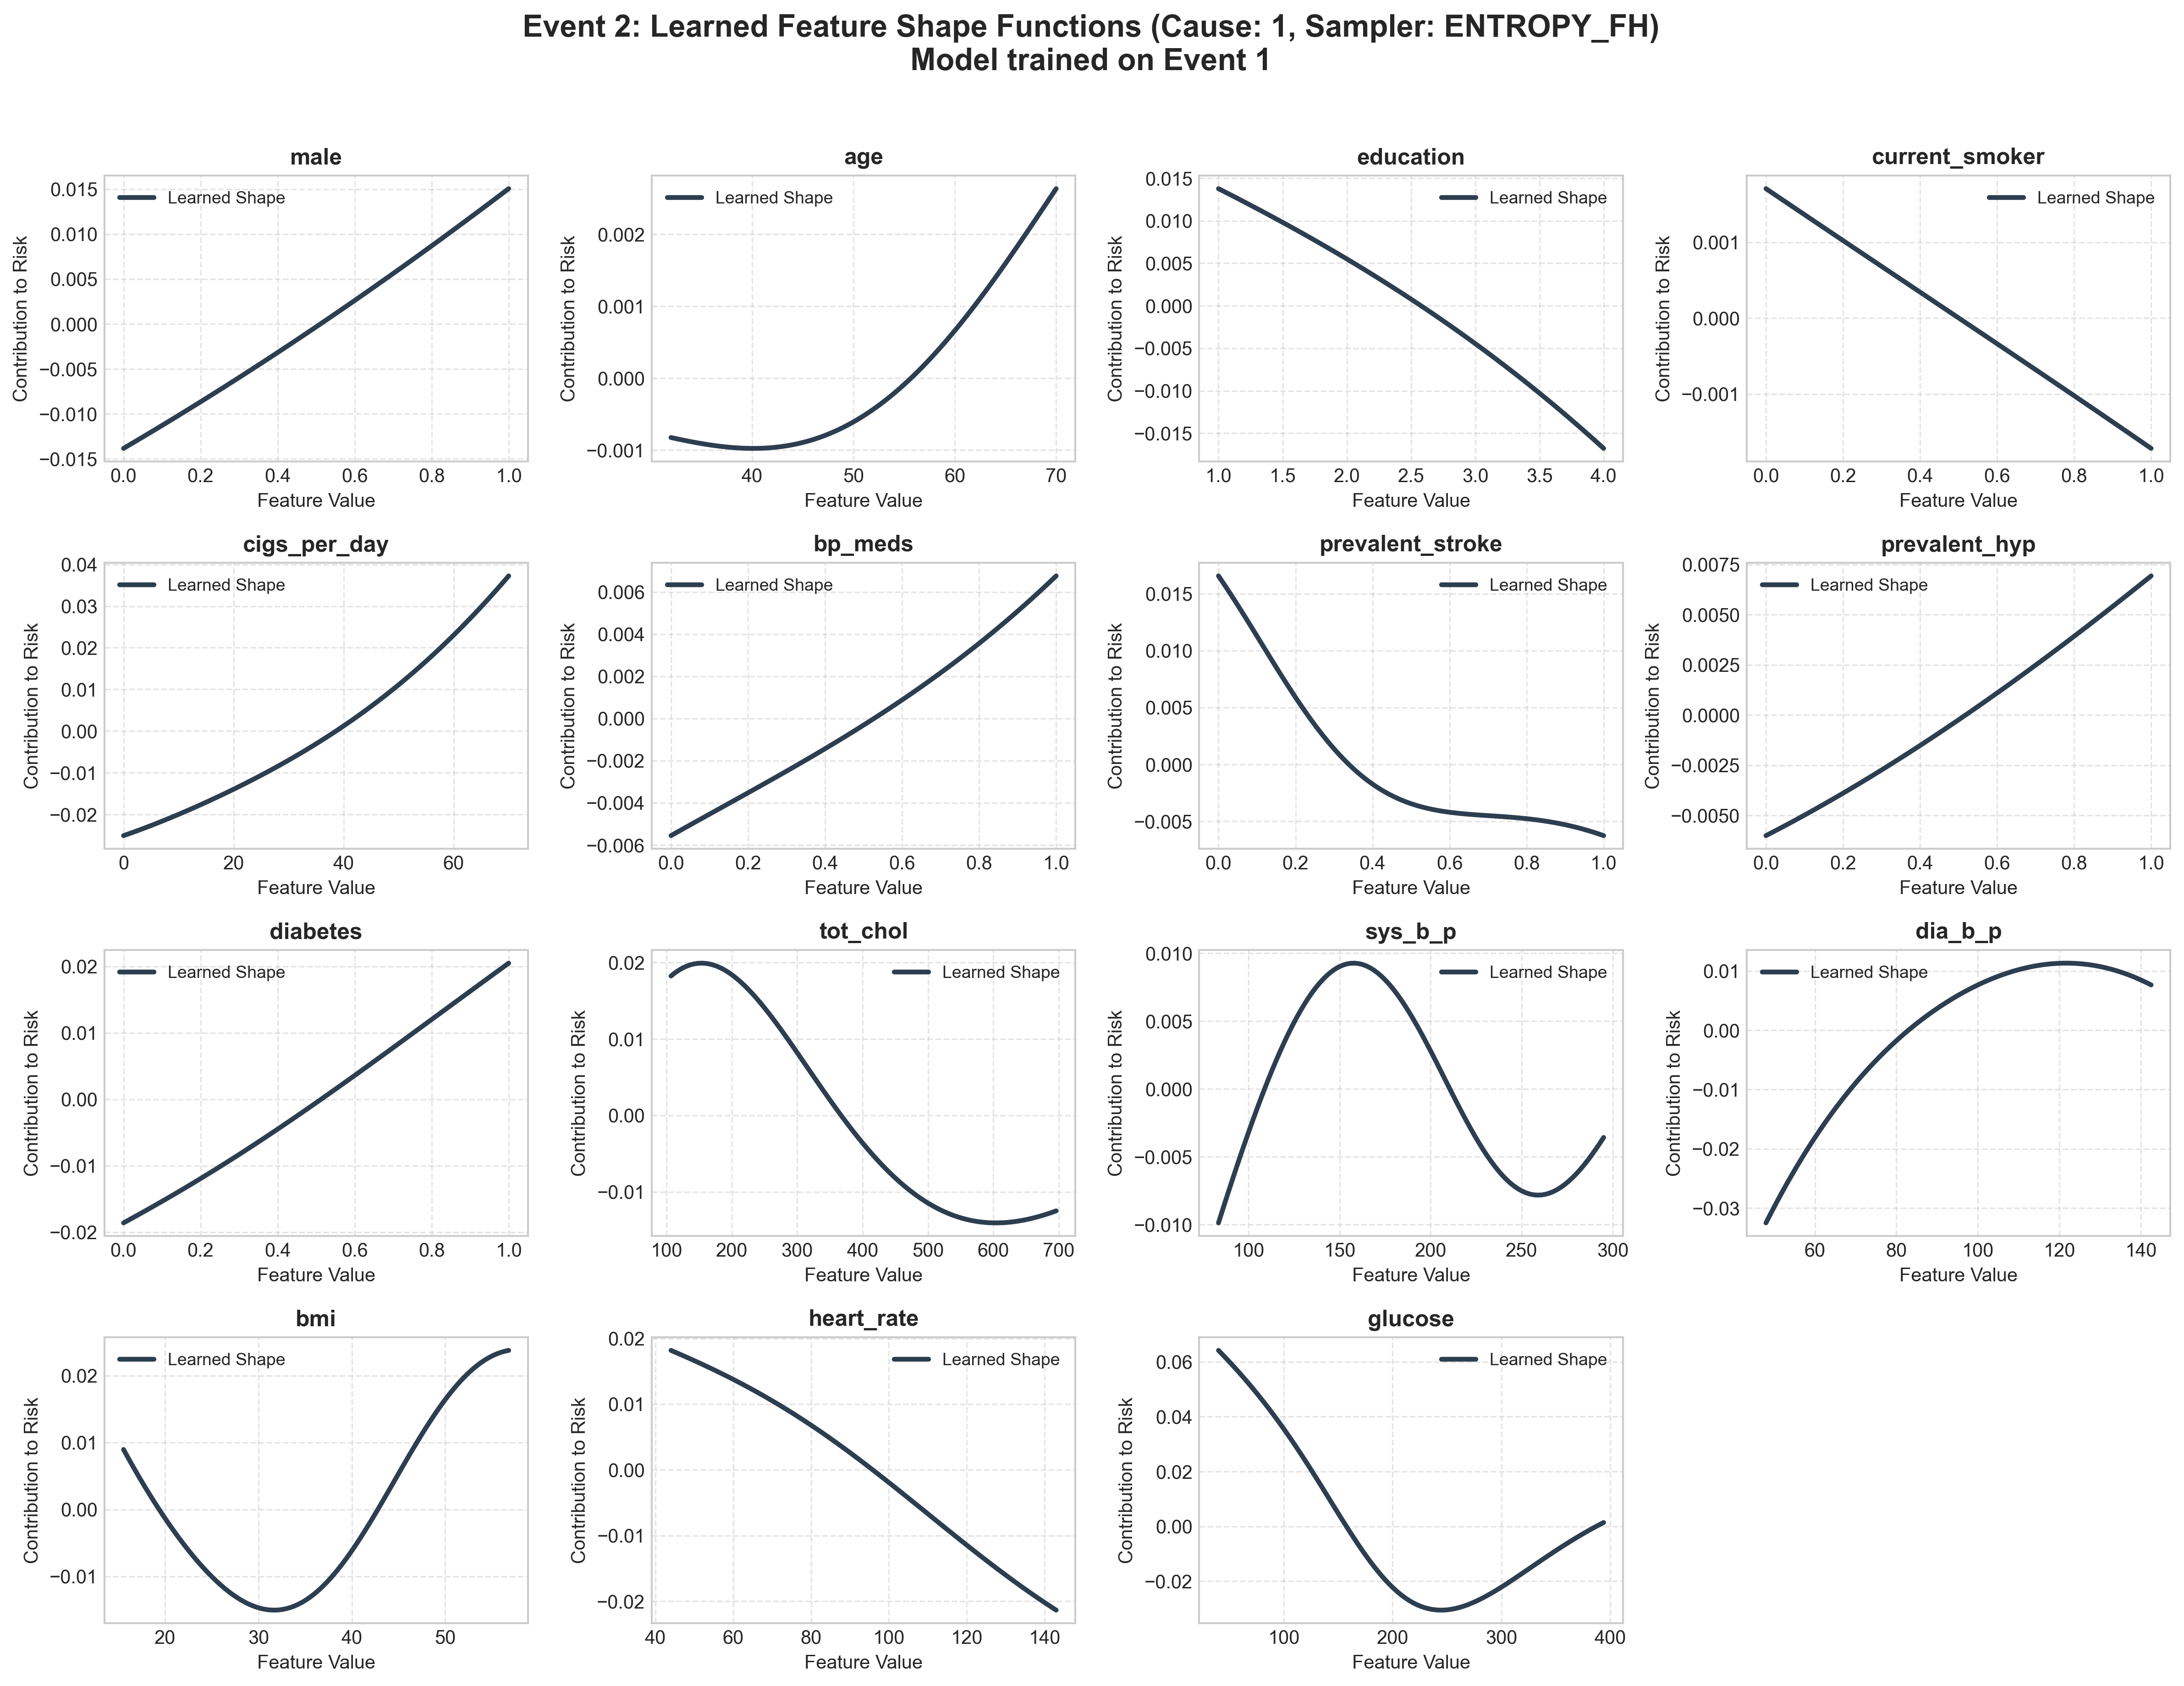 Event 2: Learned Feature Shape Functions (Cause: 1, Sampler: ENTROPY_FH)
Model trained on Event 1
male
Learned Shape
Contribution to Risk
0.015
0.010
0.005
0.000
−0.005
−0.010
−0.015
0.0 0.2 0.4 0.6 0.8 1.0
Feature Value
age
Learned Shape
Contribution to Risk
0.002
0.001
0.000
−0.001
40 50 60 70
Feature Value
education
Learned Shape
Contribution to Risk
0.015
0.010
0.005
0.000
−0.005
−0.010
−0.015
1.0 1.5 2.0 2.5 3.0 3.5 4.0
Feature Value
current_smoker
Learned Shape
Contribution to Risk
0.001
0.000
−0.001
0.0 0.2 0.4 0.6 0.8 1.0
Feature Value
cigs_per_day
Learned Shape
Contribution to Risk
0.04
0.03
0.02
0.01
0.00
−0.01
−0.02
0 20 40 60
Feature Value
bp_meds
Learned Shape
Contribution to Risk
0.006
0.004
0.002
0.000
−0.002
−0.004
−0.006
0.0 0.2 0.4 0.6 0.8 1.0
Feature Value
prevalent_stroke
Learned Shape
Contribution to Risk
0.015
0.010
0.005
0.000
−0.005
0.0 0.2 0.4 0.6 0.8 1.0
Feature Value
prevalent_hyp
Learned Shape
Contribution to Risk
0.0075
0.0050
0.0025
0.0000
−0.0025
−0.0050
0.0 0.2 0.4 0.6 0.8 1.0
Feature Value
diabetes
Learned Shape
Contribution to Risk
0.02
0.01
0.00
−0.01
−0.02
0.0 0.2 0.4 0.6 0.8 1.0
Feature Value
tot_chol
Learned Shape
Contribution to Risk
0.02
0.01
0.00
−0.01
100 200 300 400 500 600 700
Feature Value
sys_b_p
Learned Shape
Contribution to Risk
0.010
0.005
0.000
−0.005
−0.010
100 150 200 250 300
Feature Value
dia_b_p
Learned Shape
Contribution to Risk
0.01
0.00
−0.01
−0.02
−0.03
60 80 100 120 140
Feature Value
bmi
Learned Shape
Contribution to Risk
0.02
0.01
0.00
−0.01
20 30 40 50
Feature Value
heart_rate
Learned Shape
Contribution to Risk
0.02
0.01
0.00
−0.01
−0.02
40 60 80 100 120 140
Feature Value
glucose
Learned Shape
Contribution to Risk
0.06
0.04
0.02
0.00
−0.02
100 200 300 400
Feature Value